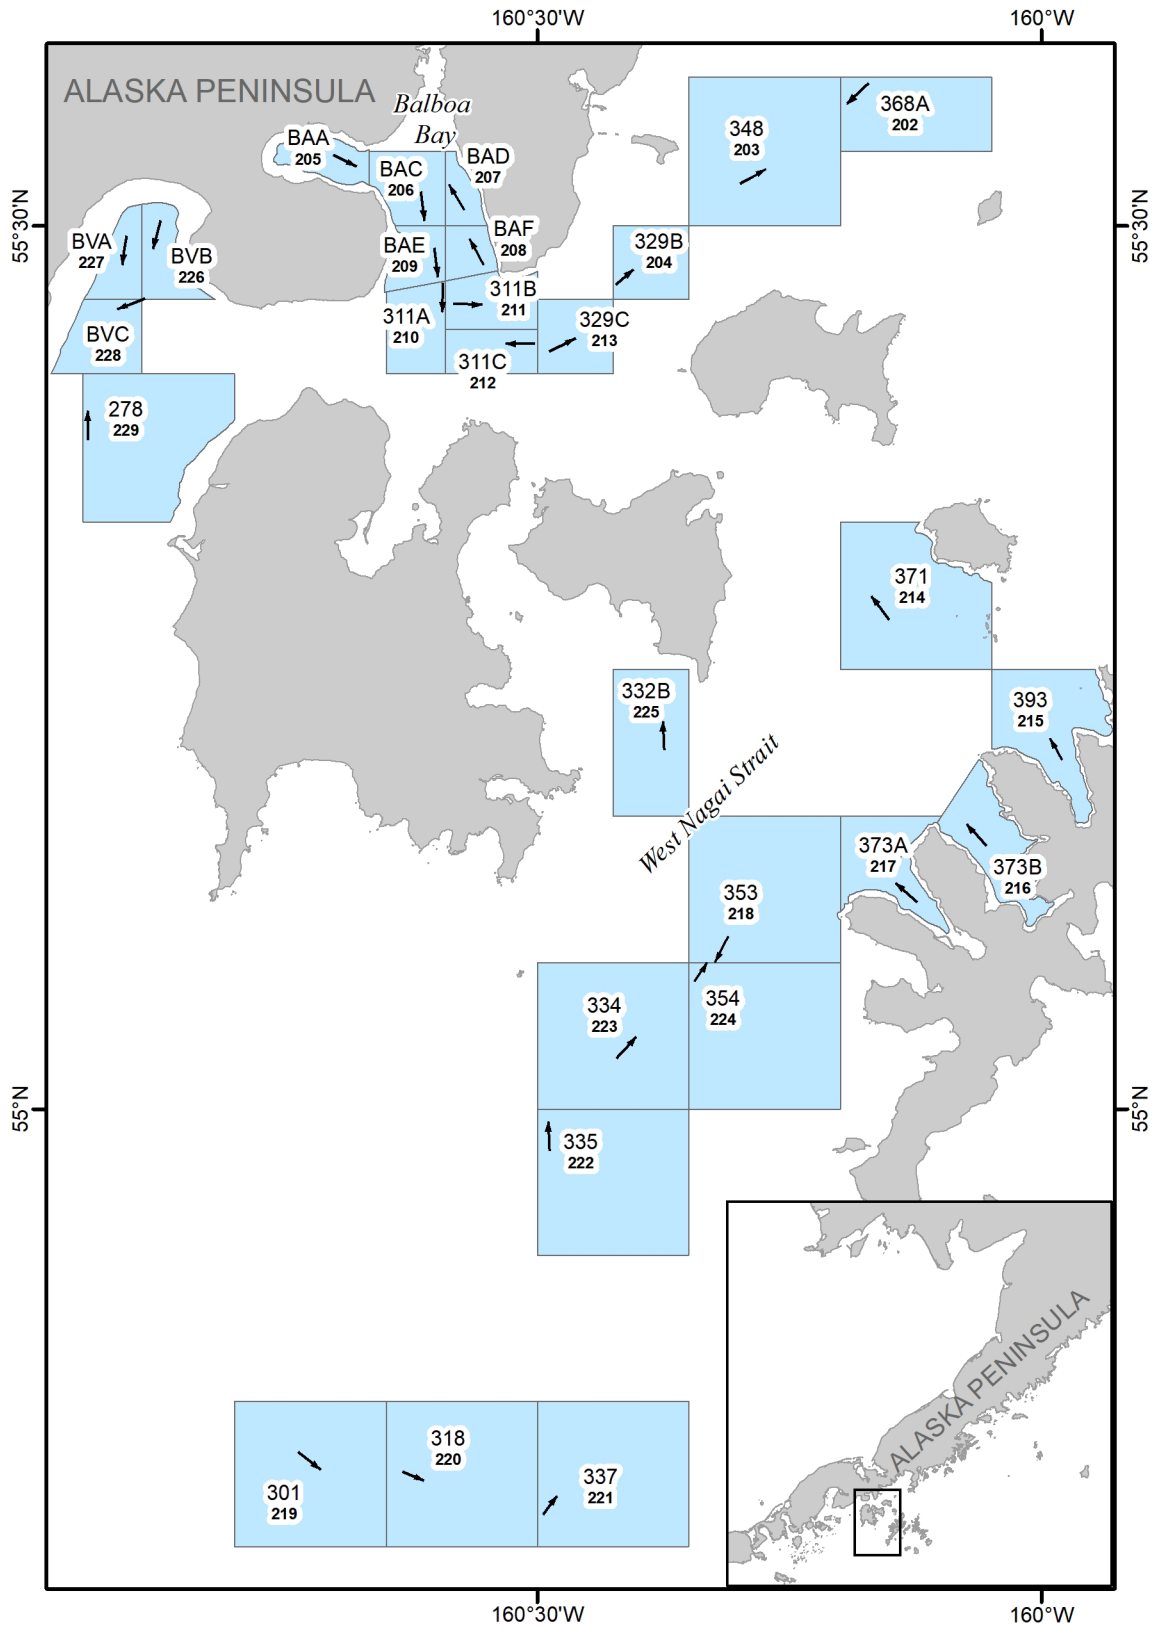 160°30'W
160°W
ALASKA PENINSULA
Balboa
Bay
368A
202
348
203
BAA
205
BAD
207
BAC
206
55°30'N
55°30'N
BAF
208
329B
204
BVA
227
BVB
226
BAE
209
311B
211
311A
210
329C
213
BVC
228
311C
212
278
229
371
214
332B
225
393
215
West Nagai Strait
373A
217
373B
216
353
218
334
223
354
224
55°N
55°N
335
222
ALASKA PENINSULA
318
220
337
221
301
219
160°30'W
160°W